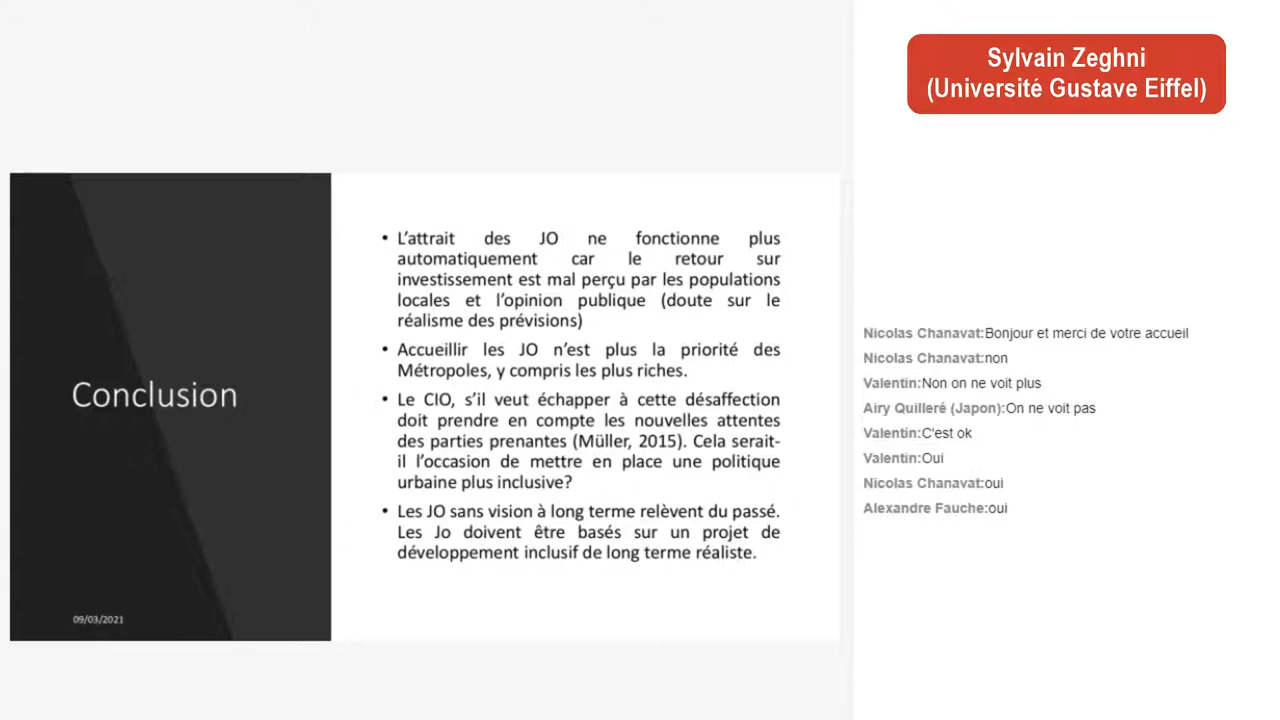 Sylvain Zeghni
(Université Gustave Eiffel)
Conclusion
09/03/2021
• L'attrait des JO ne fonctionne plus
automatiquement car le retour sur
investissement est mal perçu par les populations
locales et l'opinion publique (doute sur le
réalisme des prévisions)
• Accueillir les JO n'est plus la priorité des
Métropoles, y compris les plus riches.
• Le CIO, s'il veut échapper à cette désaffection
doit prendre en compte les nouvelles attentes
des parties prenantes (Müller, 2015). Cela serait-
il l'occasion de mettre en place une politique
urbaine plus inclusive?
• Les JO sans vision à long terme relèvent du passé.
Les Jo doivent être basés sur un projet de
développement inclusif de long terme réaliste.
Nicolas Chanavat:Bonjour et merci de votre accueil
Nicolas Chanavat:non
Valentin:Non on ne voit plus
Airy Quilleré (Japon):On ne voit pas
Valentin:C'est ok
Valentin:Oui
Nicolas Chanavat:oui
Alexandre Fauche:oui